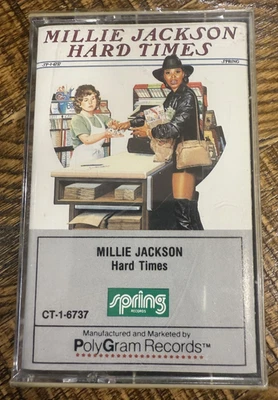 MILLIE JACKSON
HARD TIMES
SPRING
MILLIE JACKSON
Hard Times
spring
RECORDS
CT-1-6737
Manufactured and Marketed by
PolyGram Records™